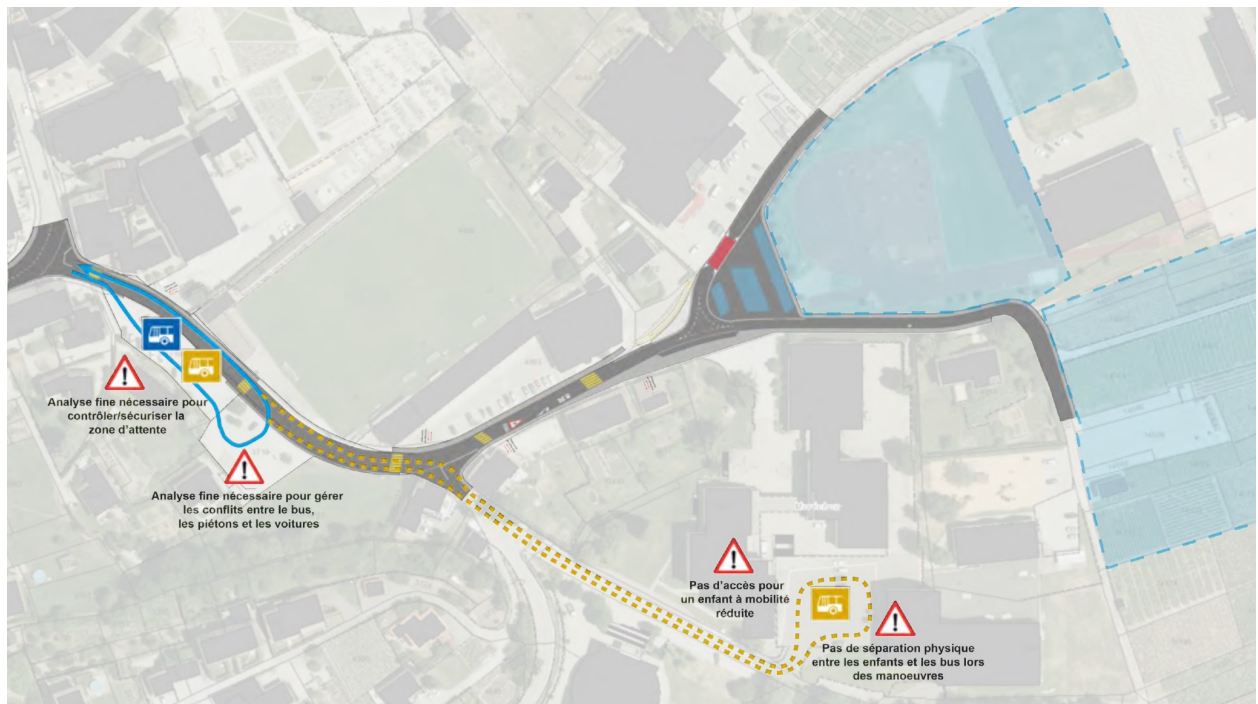 Analyse fine nécessaire pour
contrôler/sécuriser la
zone d'attente
Analyse fine nécessaire pour gérer
les conflits entre le bus,
les piétons et les voitures
Pas d'accès pour
un enfant à mobilité
réduite
Pas de séparation physique
entre les enfants et les bus lors
des manoeuvres